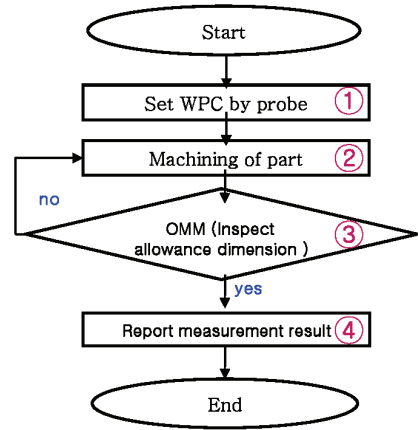 Start
Set WPC by probe ①
Machining of part ②
no
OMM (Inspect ③
allowance dimension )
yes
Report measurement result ④
End